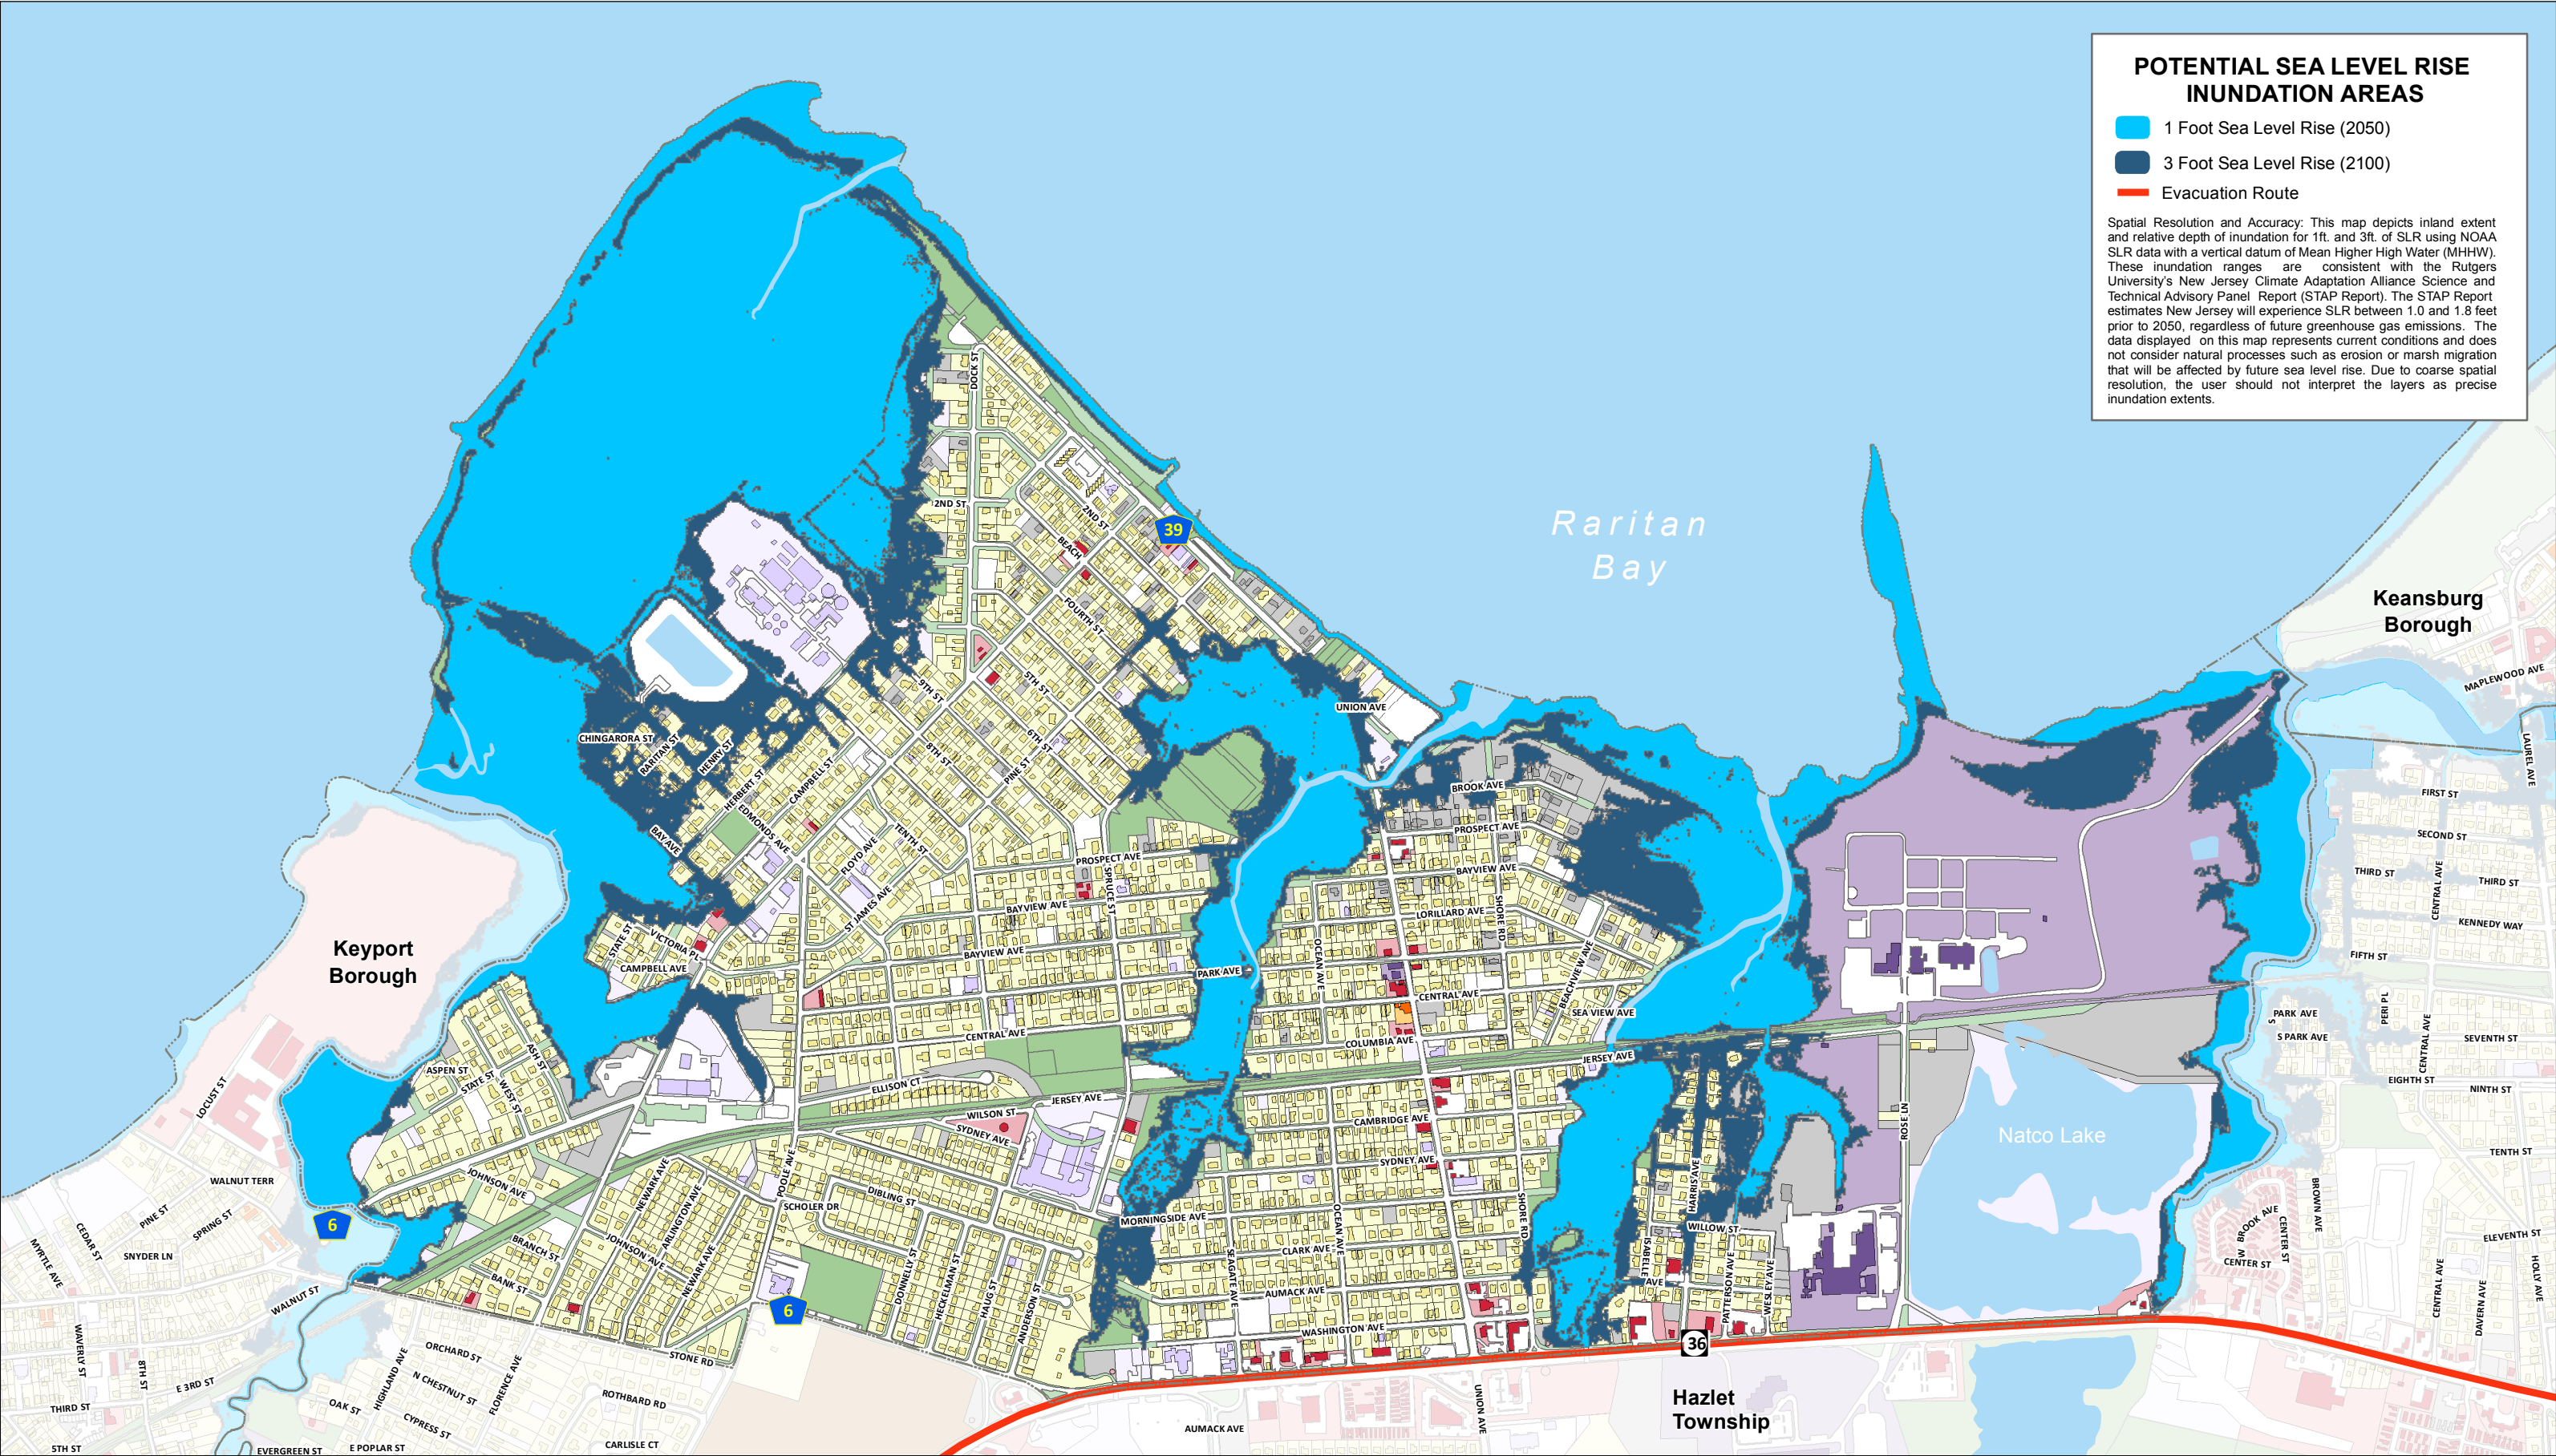 POTENTIAL SEA LEVEL RISE
INUNDATION AREAS
1 Foot Sea Level Rise (2050)
3 Foot Sea Level Rise (2100)
Evacuation Route
Spatial Resolution and Accuracy: This map depicts inland extent
and relative depth of inundation for 1ft. and 3ft. of SLR using NOAA
SLR data with a vertical datum of Mean Higher High Water (MHHW).
These inundation ranges are consistent with the Rutgers
University's New Jersey Climate Adaptation Alliance Science and
Technical Advisory Panel Report (STAP Report). The STAP Report
estimates New Jersey will experience SLR between 1.0 and 1.8 feet
prior to 2050, regardless of future greenhouse gas emissions. The
data displayed on this map represents current conditions and does
not consider natural processes such as erosion or marsh migration
that will be affected by future sea level rise. Due to coarse spatial
resolution, the user should not interpret the layers as precise
inundation extents.
DOCK ST
2ND ST
2ND ST
39
BEACH
Raritan
Bay
FOURTH ST
Keansburg
Borough
MAPLEWOOD AVE
9TH ST
5TH ST
UNION AVE
CHINGARORA ST
RARITAN ST
HENRY ST
6TH ST
8TH ST
PINE ST
LAUREL AVE
HERBERT ST
CAMPBELL ST
EDMONDS AVE
BROOK AVE
FIRST ST
BAY AVE
TENTH ST
FLOYD AVE
PROSPECT AVE
PROSPECT AVE
SECOND ST
BAYVIEW AVE
THIRD ST
THIRD ST
SPRUCE ST
ST JAMES AVE
BAYVIEW AVE
LORILLARD AVE
SHORE RD
CENTRAL AVE
KENNEDY WAY
STATE ST
VICTORIA PL
Keyport
Borough
CAMPBELL AVE
BAYVIEW AVE
OCEAN AVE
PARK AVE
BEACHVIEW AVE
FIFTH ST
CENTRAL AVE
SEA VIEW AVE
PERI PL
S PARK AVE
S PARK AVE
CENTRAL AVE
SEVENTH ST
CENTRAL AVE
COLUMBIA AVE
JERSEY AVE
ASH ST
ASPEN ST
STATE ST
WEST ST
ELLISON CT
EIGHTH ST
NINTH ST
LOCUST ST
JERSEY AVE
WILSON ST
SYDNEY AVE
CAMBRIDGE AVE
ROSE LN
Natco Lake
TENTH ST
SYDNEY AVE
WALNUT TERR
JOHNSON AVE
NEWARK AVE
POOLE AVE
DIBLING ST
SCHOLER DR
HARRIS AVE
BROWN AVE
6
PINE ST
SPRING ST
CEDAR ST
SNYDER LN
MYRTLE AVE
ARLINGTON AVE
MORNINGSIDE AVE
OCEAN AVE
SHORE RD
WILLOW ST
W BROOK AVE
CENTER ST
ELEVENTH ST
BRANCH ST
JOHNSON AVE
NEWARK AVE
CLARK AVE
SEAGATE AVE
ISABELLE
AVE
PATTERSON AVE
WESLEY AVE
CENTER ST
HOLLY AVE
BANK ST
WALNUT ST
6
DONNELLY ST
HECKELMAN ST
HAUG ST
ANDERSON ST
AUMACK AVE
CENTRAL AVE
DAVERN AVE
WASHINGTON AVE
36
WAVERLY ST
8TH ST
ORCHARD ST
STONE RD
HIGHLAND AVE
N CHESTNUT ST
FLORENCE AVE
E 3RD ST
THIRD ST
OAK ST
CYPRESS ST
ROTHBARD RD
UNION AVE
Hazlet
Township
AUMACK AVE
5TH ST
EVERGREEN ST
E POPLAR ST
CARLISLE CT